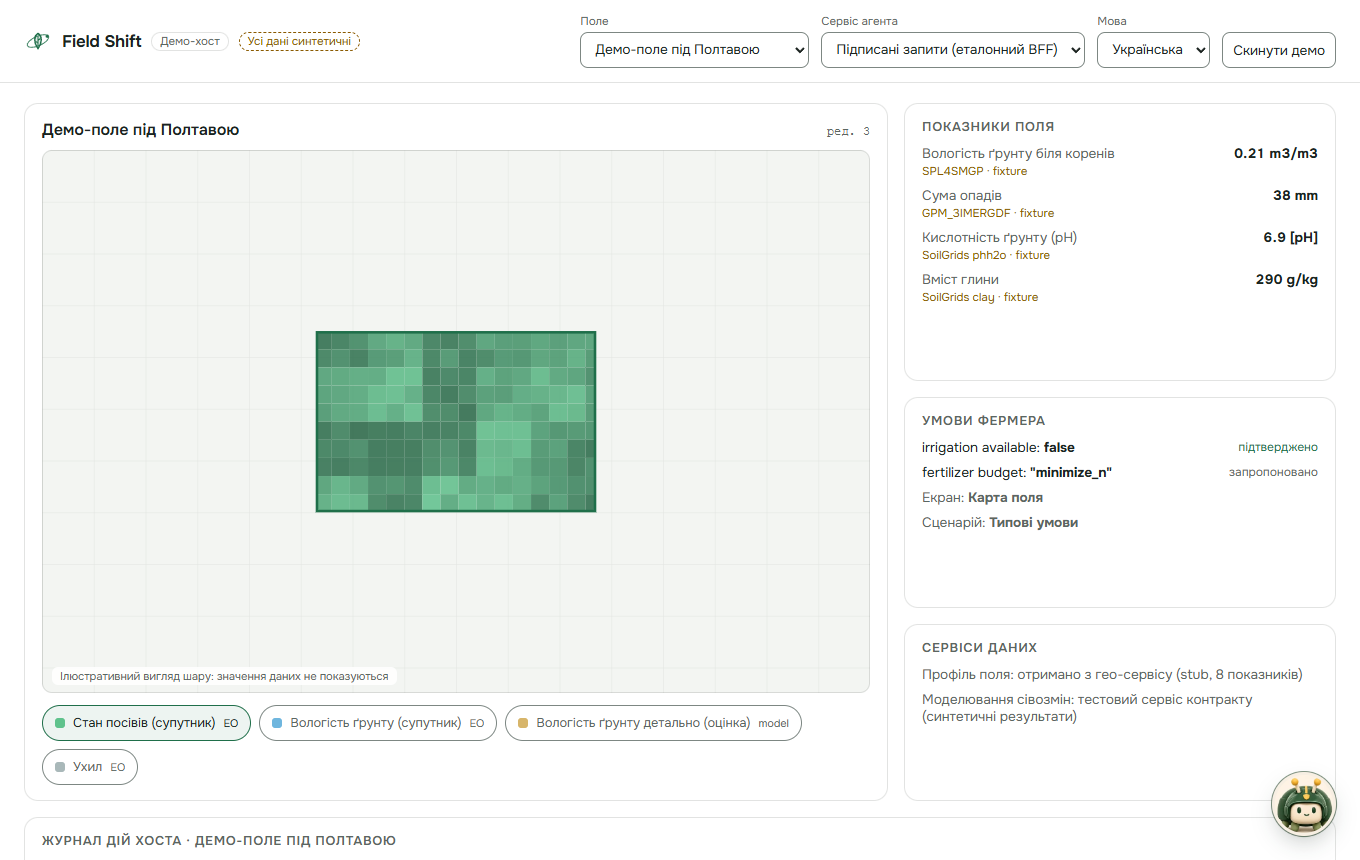 Field Shift
Демо-хост
Усі дані синтетичні
Поле
Демо-поле під Полтавою
Сервіс агента
Підписані запити (еталонний BFF)
Мова
Українська
Скинути демо
Демо-поле під Полтавою
ред. 3
Ілюстративний вигляд шару: значення даних не показуються
Стан посівів (супутник) EO
Вологість ґрунту (супутник) EO
Вологість ґрунту детально (оцінка) model
Ухил EO
ПОКАЗНИКИ ПОЛЯ
Вологість ґрунту біля коренів 0.21 m3/m3
SPL4SMGP · fixture
Сума опадів 38 mm
GPM_3IMERGDF · fixture
Кислотність ґрунту (pH) 6.9 [pH]
SoilGrids phh2o · fixture
Вміст глини 290 g/kg
SoilGrids clay · fixture
УМОВИ ФЕРМЕРА
irrigation available: false підтверджено
fertilizer budget: "minimize_n" запропоновано
Екран: Карта поля
Сценарій: Типові умови
СЕРВІСИ ДАНИХ
Профіль поля: отримано з гео-сервісу (stub, 8 показників)
Моделювання сівозмін: тестовий сервіс контракту
(синтетичні результати)
ЖУРНАЛ ДІЙ ХОСТА · ДЕМО-ПОЛЕ ПІД ПОЛТАВОЮ